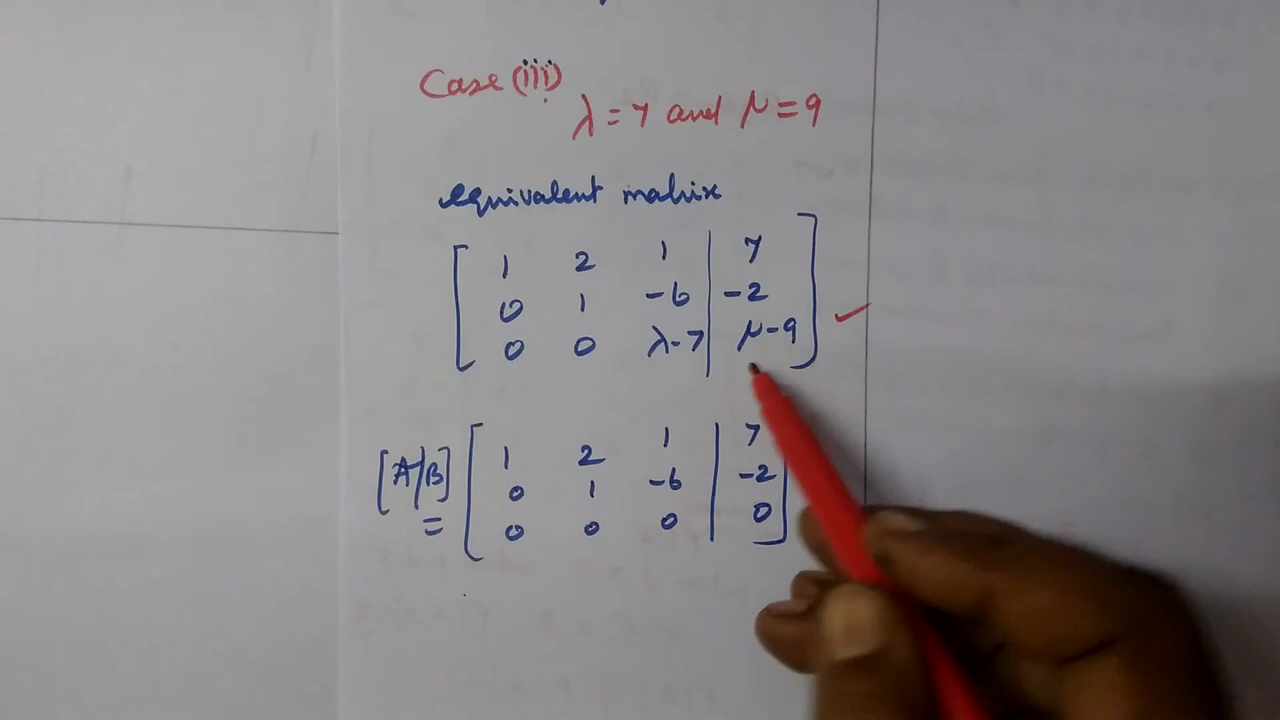 Case (iii)
λ = 7 and μ = 9
equivalent matrix
1 2 1 | 7
0 1 -6 | -2
0 0 λ-7 | μ-9
[A/B] =
1 2 1 | 7
0 1 -6 | -2
0 0 0 | 0